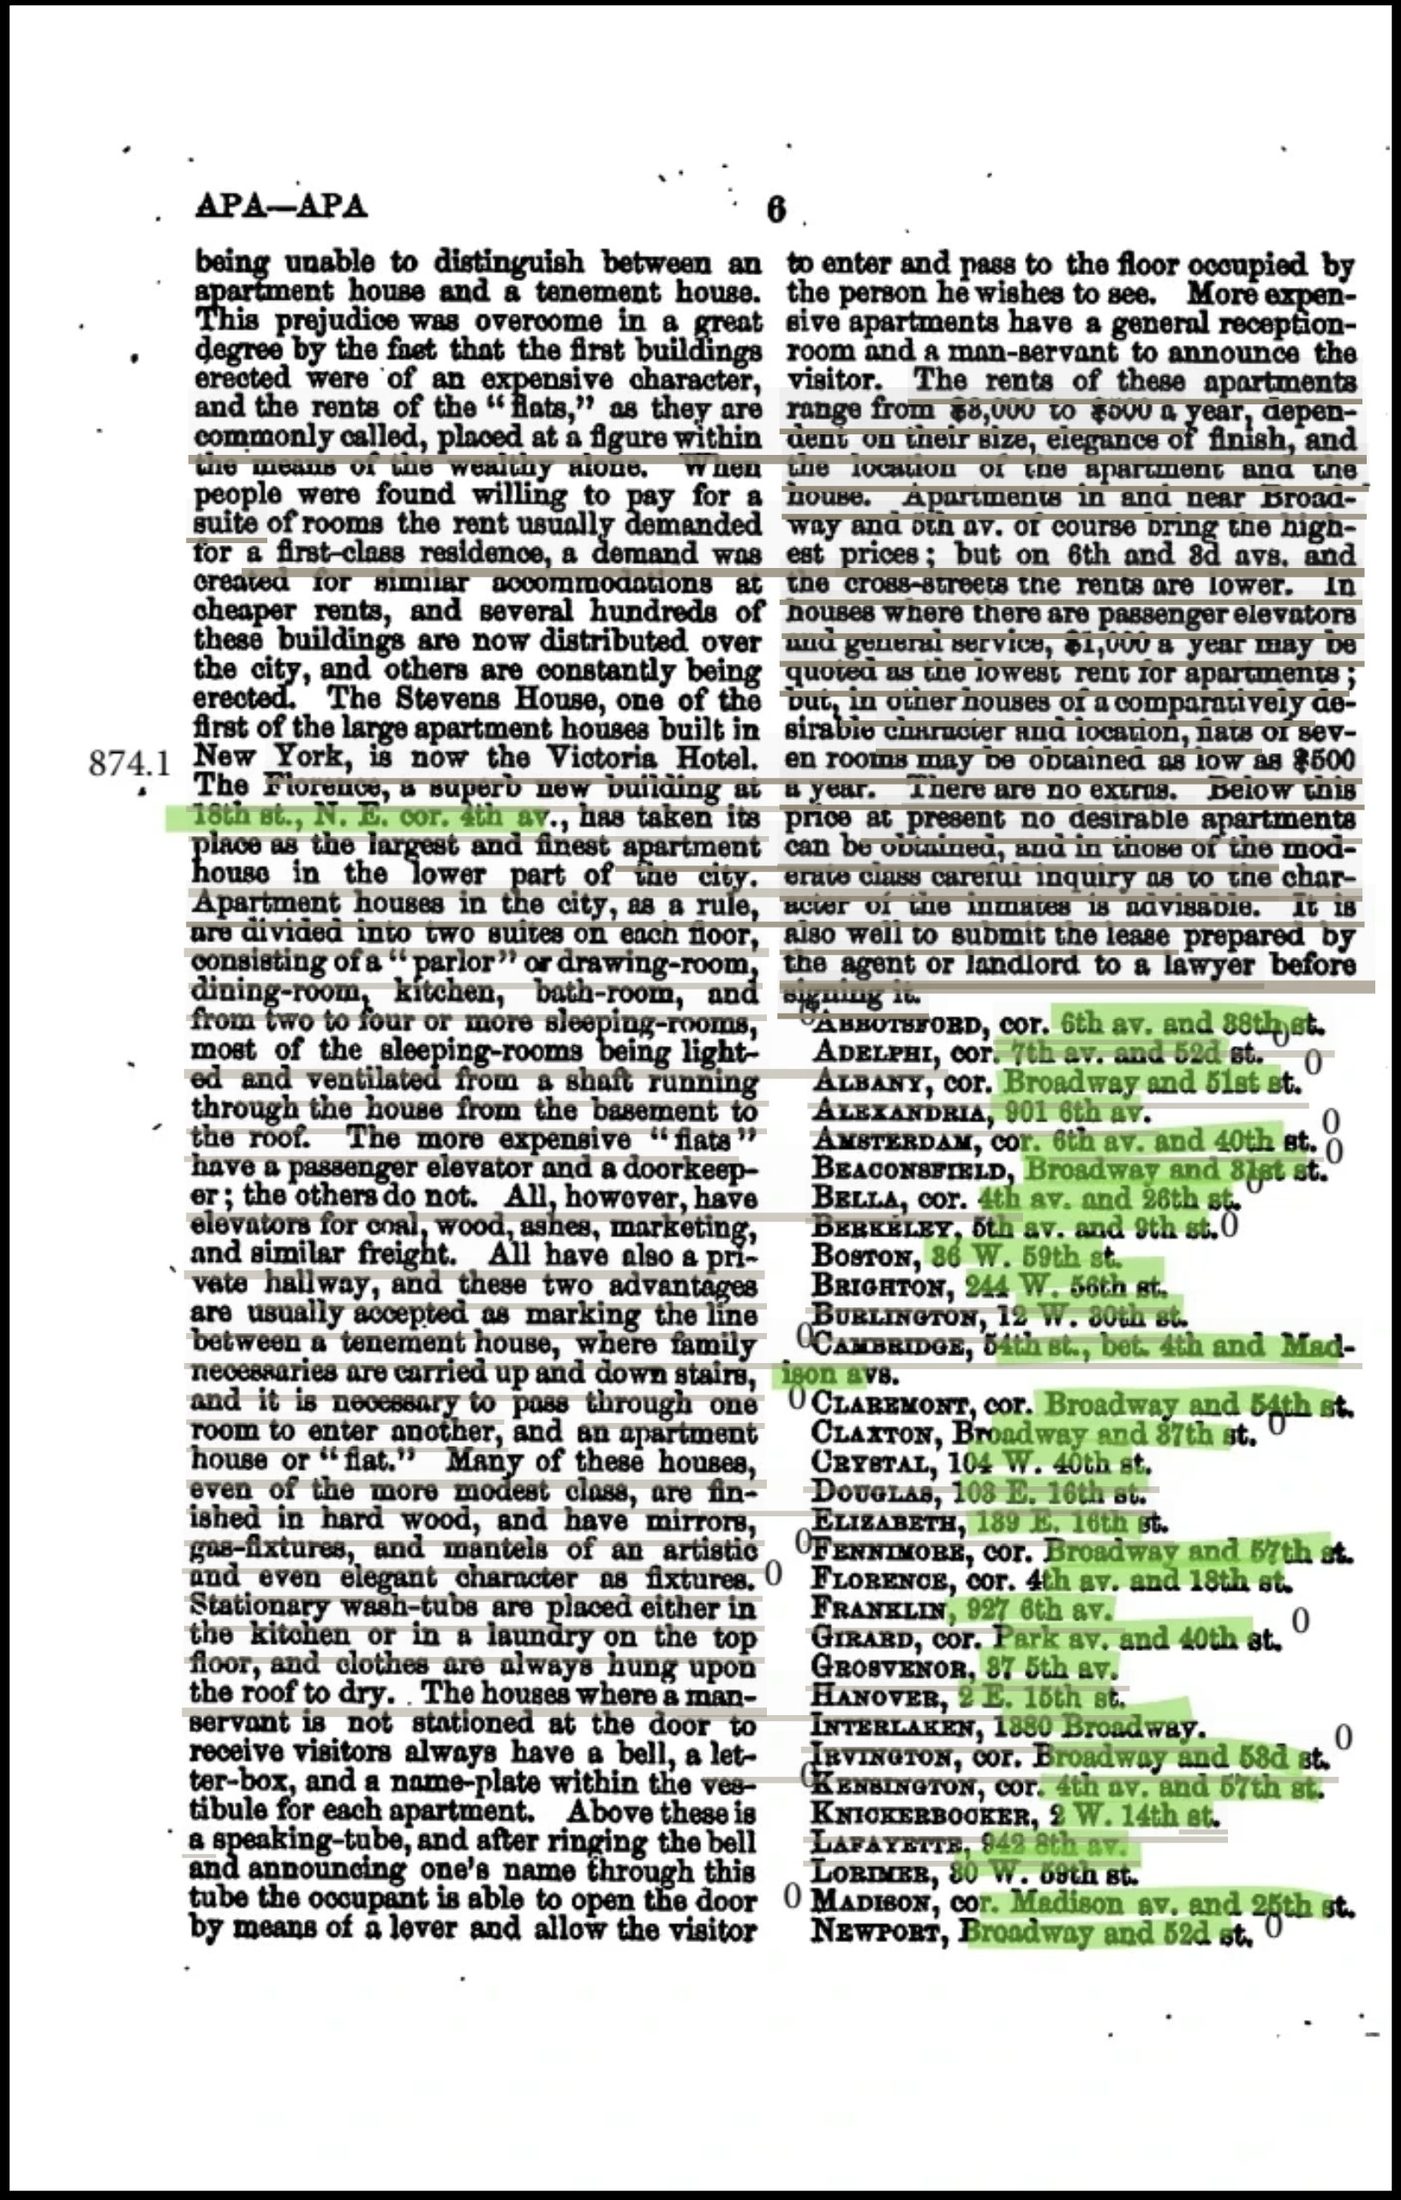 APA—APA
6
being unable to distinguish between an
apartment house and a tenement house.
This prejudice was overcome in a great
degree by the fact that the first buildings
erected were of an expensive character,
and the rents of the "flats," as they are
commonly called, placed at a figure within
the means of the wealthy alone. When
people were found willing to pay for a
suite of rooms the rent usually demanded
for a first-class residence, a demand was
created for similar accommodations at
cheaper rents, and several hundreds of
these buildings are now distributed over
the city, and others are constantly being
erected. The Stevens House, one of the
first of the large apartment houses built in
874.1
New York, is now the Victoria Hotel.
The Florence, a superb new building at
18th st., N. E. cor. 4th av., has taken its
place as the largest and finest apartment
house in the lower part of the city.
Apartment houses in the city, as a rule,
are divided into two suites on each floor,
consisting of a "parlor" or drawing-room,
dining-room, kitchen, bath-room, and
from two to four or more sleeping-rooms,
most of the sleeping-rooms being light-
ed and ventilated from a shaft running
through the house from the basement to
the roof. The more expensive "flats"
have a passenger elevator and a doorkeep-
er; the others do not. All, however, have
elevators for coal, wood, ashes, marketing,
and similar freight. All have also a pri-
vate hallway, and these two advantages
are usually accepted as marking the line
between a tenement house, where family
necessaries are carried up and down stairs,
and it is necessary to pass through one
room to enter another, and an apartment
house or "flat." Many of these houses,
even of the more modest class, are fin-
ished in hard wood, and have mirrors,
gas-fixtures, and mantels of an artistic
and even elegant character as fixtures.
Stationary wash-tubs are placed either in
the kitchen or in a laundry on the top
floor, and clothes are always hung upon
the roof to dry. The houses where a man-
servant is not stationed at the door to
receive visitors always have a bell, a let-
ter-box, and a name-plate within the ves-
tibule for each apartment. Above these is
a speaking-tube, and after ringing the bell
and announcing one's name through this
tube the occupant is able to open the door
by means of a lever and allow the visitor
to enter and pass to the floor occupied by
the person he wishes to see. More expen-
sive apartments have a general reception-
room and a man-servant to announce the
visitor. The rents of these apartments
range from $3,000 to $500 a year, depen-
dent on their size, elegance of finish, and
the location of the apartment and the
house. Apartments in and near Broad-
way and 5th av. of course bring the high-
est prices; but on 6th and 3d avs. and
the cross-streets the rents are lower. In
houses where there are passenger elevators
and general service, $1,000 a year may be
quoted as the lowest rent for apartments;
but, in other houses of a comparatively de-
sirable character and location, flats of sev-
en rooms may be obtained as low as $500
a year. There are no extras. Below this
price at present no desirable apartments
can be obtained, and in those of the mod-
erate class careful inquiry as to the char-
acter of the inmates is advisable. It is
also well to submit the lease prepared by
the agent or landlord to a lawyer before
signing it.
ABBOTSFORD, cor. 6th av. and 38th st.
ADELPHI, cor. 7th av. and 52d st. 0
ALBANY, cor. Broadway and 51st st.
ALEXANDRIA, 901 6th av. 0
AMSTERDAM, cor. 6th av. and 40th st. 0
BEACONSFIELD, Broadway and 31st st.
BELLA, cor. 4th av. and 26th st. 0
BERKELEY, 5th av. and 9th st. 0
BOSTON, 36 W. 59th st.
BRIGHTON, 244 W. 56th st.
BURLINGTON, 12 W. 30th st.
0 CAMBRIDGE, 54th st., bet. 4th and Mad-
ison avs.
0 CLAREMONT, cor. Broadway and 54th st.
CLAXTON, Broadway and 37th st. 0
CRYSTAL, 104 W. 40th st.
DOUGLAS, 103 E. 16th st.
ELIZABETH, 139 E. 16th st.
0 FENNIMORE, cor. Broadway and 57th st.
0 FLORENCE, cor. 4th av. and 18th st.
FRANKLIN, 927 6th av.
GIRARD, cor. Park av. and 40th st. 0
GROSVENOR, 37 5th av.
HANOVER, 2 E. 15th st.
INTERLAKEN, 1380 Broadway.
IRVINGTON, cor. Broadway and 53d st. 0
0 KENSINGTON, cor. 4th av. and 57th st.
KNICKERBOCKER, 2 W. 14th st.
LAFAYETTE, 942 8th av.
LORIMER, 30 W. 59th st.
0 MADISON, cor. Madison av. and 25th st.
NEWPORT, Broadway and 52d st. 0